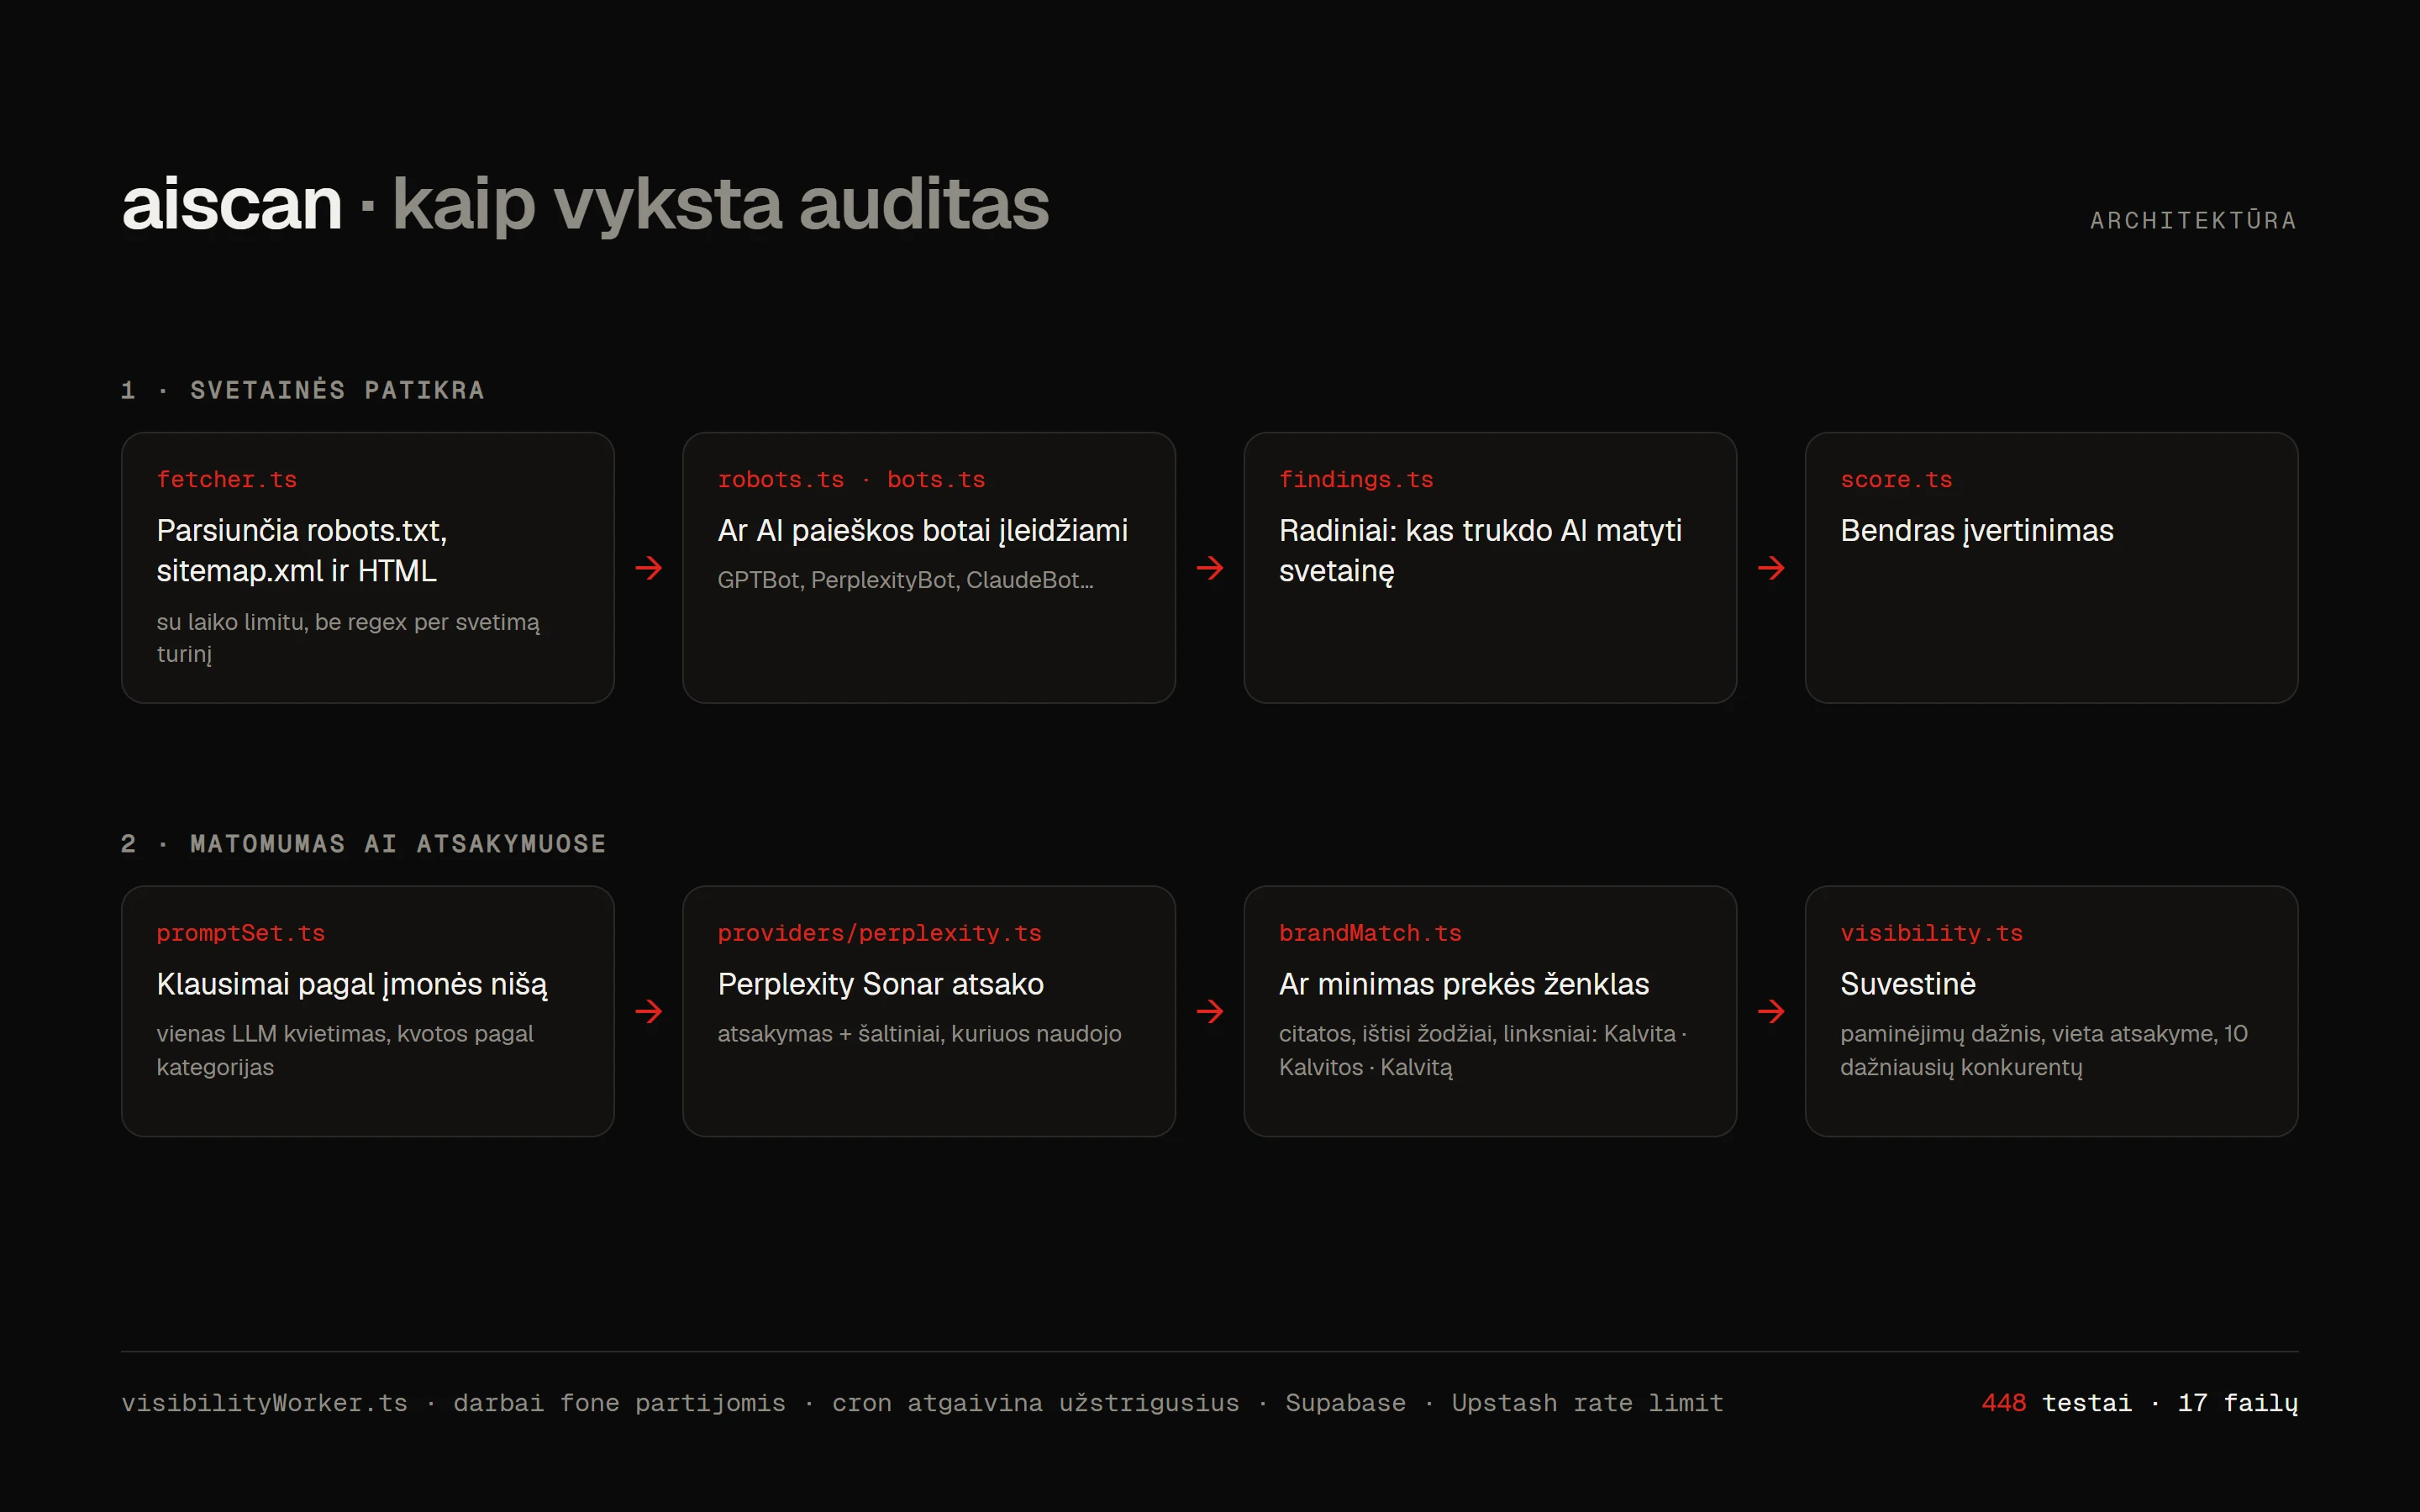 aiscan · kaip vyksta auditas
ARCHITEKTŪRA
1 · SVETAINĖS PATIKRA
fetcher.ts
Parsiunčia robots.txt,
sitemap.xml ir HTML
su laiko limitu, be regex per svetimą
turinį
→
robots.ts · bots.ts
Ar AI paieškos botai įleidžiami
GPTBot, PerplexityBot, ClaudeBot…
→
findings.ts
Radiniai: kas trukdo AI matyti
svetainę
→
score.ts
Bendras įvertinimas
2 · MATOMUMAS AI ATSAKYMUOSE
promptSet.ts
Klausimai pagal įmonės nišą
vienas LLM kvietimas, kvotos pagal
kategorijas
→
providers/perplexity.ts
Perplexity Sonar atsako
atsakymas + šaltiniai, kuriuos naudojo
→
brandMatch.ts
Ar minimas prekės ženklas
citatos, ištisi žodžiai, linksniai: Kalvita ·
Kalvitos · Kalvitą
→
visibility.ts
Suvestinė
paminėjimų dažnis, vieta atsakyme, 10
dažniausių konkurentų
visibilityWorker.ts · darbai fone partijomis · cron atgaivina užstrigusius · Supabase · Upstash rate limit
448 testai · 17 failų